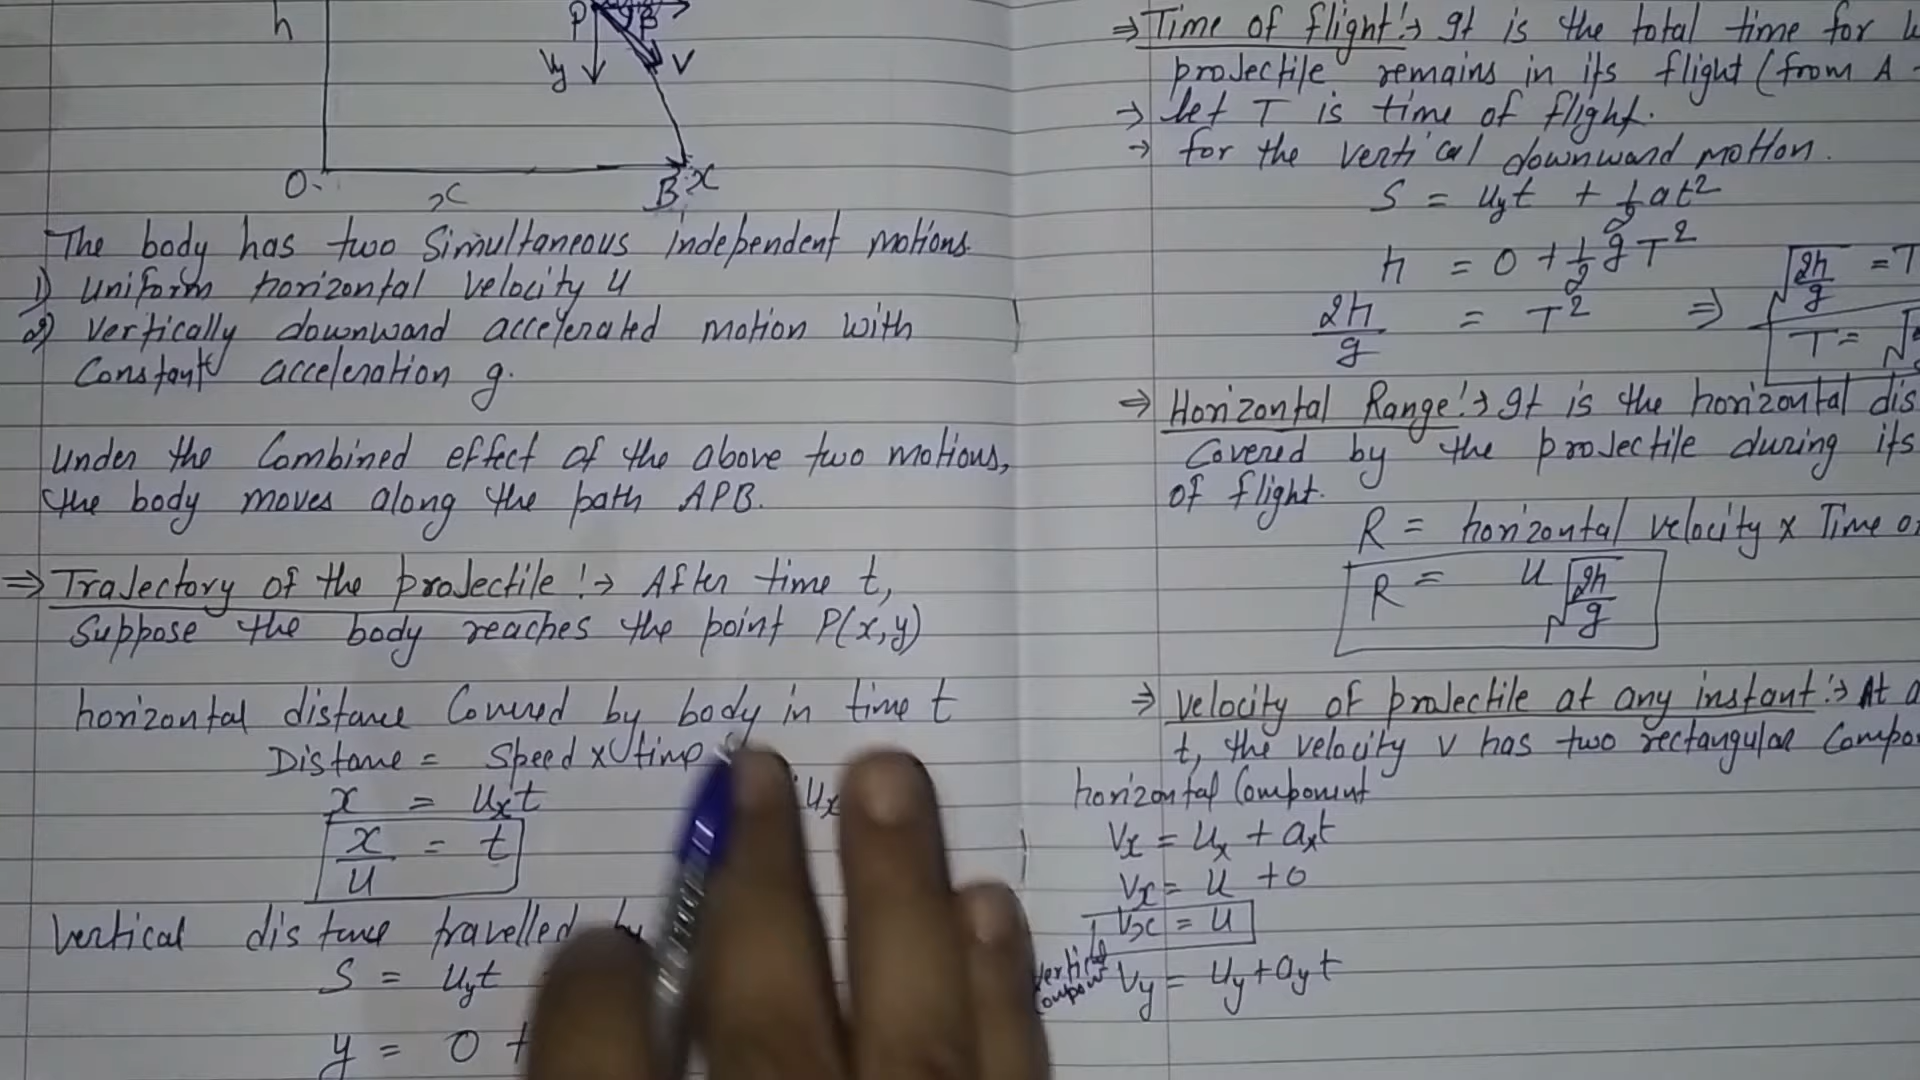 h
P
β
Vy
V
O
x
B
x
The body has two simultaneous independent motions
1) uniform horizontal velocity u
2) vertically downward accelerated motion with
Constant acceleration g.
under the Combined effect of the above two motions,
the body moves along the path APB.
⇒ Trajectory of the projectile :→ After time t,
Suppose the body reaches the point P(x,y)
horizontal distance Covered by body in time t
Distane = Speed x time
x = uxt
ux
x/u = t
Vertical distance travelled by
S = uyt
y = 0 +
⇒ Time of flight :→ It is the total time for
projectile remains in its flight (from A
→ let T is time of flight.
→ for the vertical downward motion.
S = uyt + 1/2 at²
h = 0 + 1/2 gT²
2h/g = T² ⇒ √2h/g = T
T = √
⇒ Horizontal Range :→ It is the horizontal dis
Covered by the projectile during its
of flight.
R = horizontal velocity x Time
R = u √2h/g
⇒ velocity of projectile at any instant :→ At
t, the velocity v has two rectangular Compo
horizontal Component
Vx = ux + axt
Vx = u + 0
Vx = u
Vertical
Vy = uy + ayt